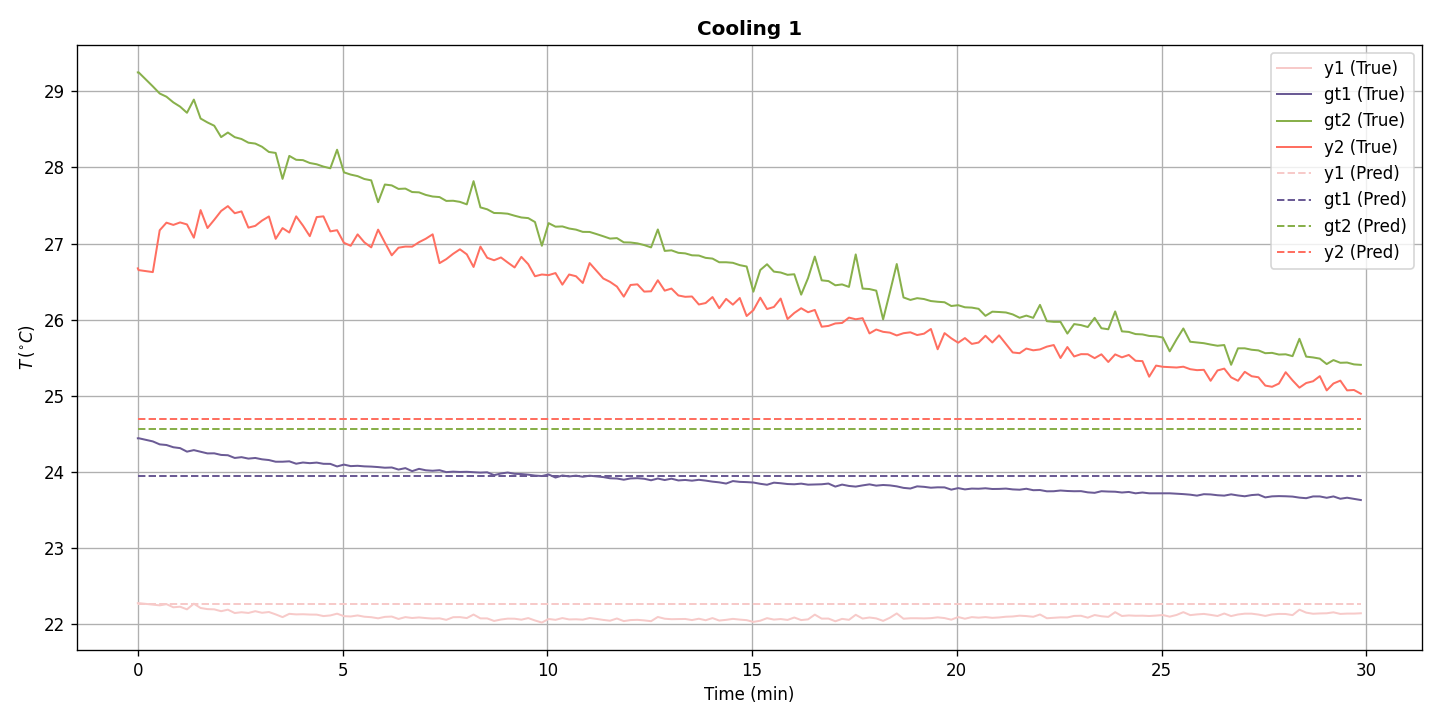 Cooling 1
29
28
27
26
25
24
23
22
T (°C)
0 5 10 15 20 25 30
Time (min)
y1 (True)
gt1 (True)
gt2 (True)
y2 (True)
y1 (Pred)
gt1 (Pred)
gt2 (Pred)
y2 (Pred)